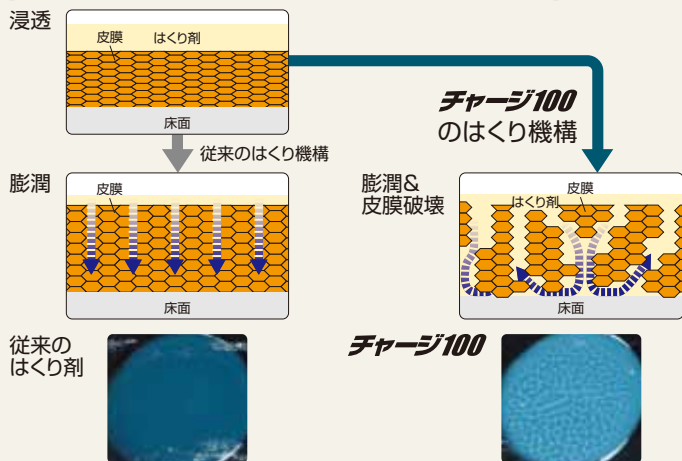 浸透
皮膜
はくり剤
床面
従来のはくり機構
チャージ100
のはくり機構
膨潤
皮膜
床面
膨潤&
皮膜破壊
皮膜
はくり剤
床面
従来の
はくり剤
チャージ100